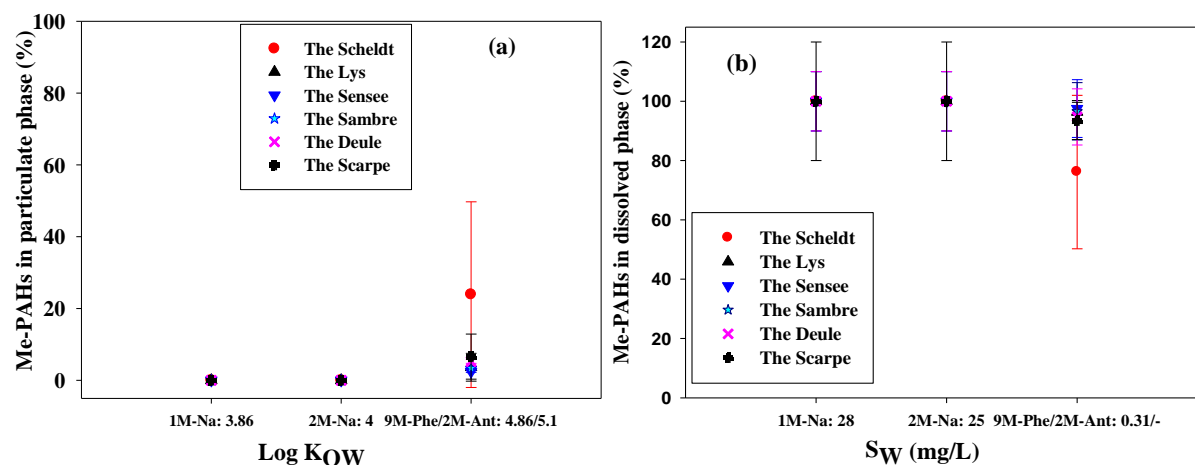 Me-PAHs in particulate phase (%)
100
80
60
40
20
0
(a)
The Scheldt
The Lys
The Sensee
The Sambre
The Deule
The Scarpe
1M-Na: 3.86
2M-Na: 4
9M-Phe/2M-Ant: 4.86/5.1
Log KOW
Me-PAHs in dissolved phase (%)
120
100
80
60
40
20
0
(b)
The Scheldt
The Lys
The Sensee
The Sambre
The Deule
The Scarpe
1M-Na: 28
2M-Na: 25
9M-Phe/2M-Ant: 0.31/-
SW (mg/L)